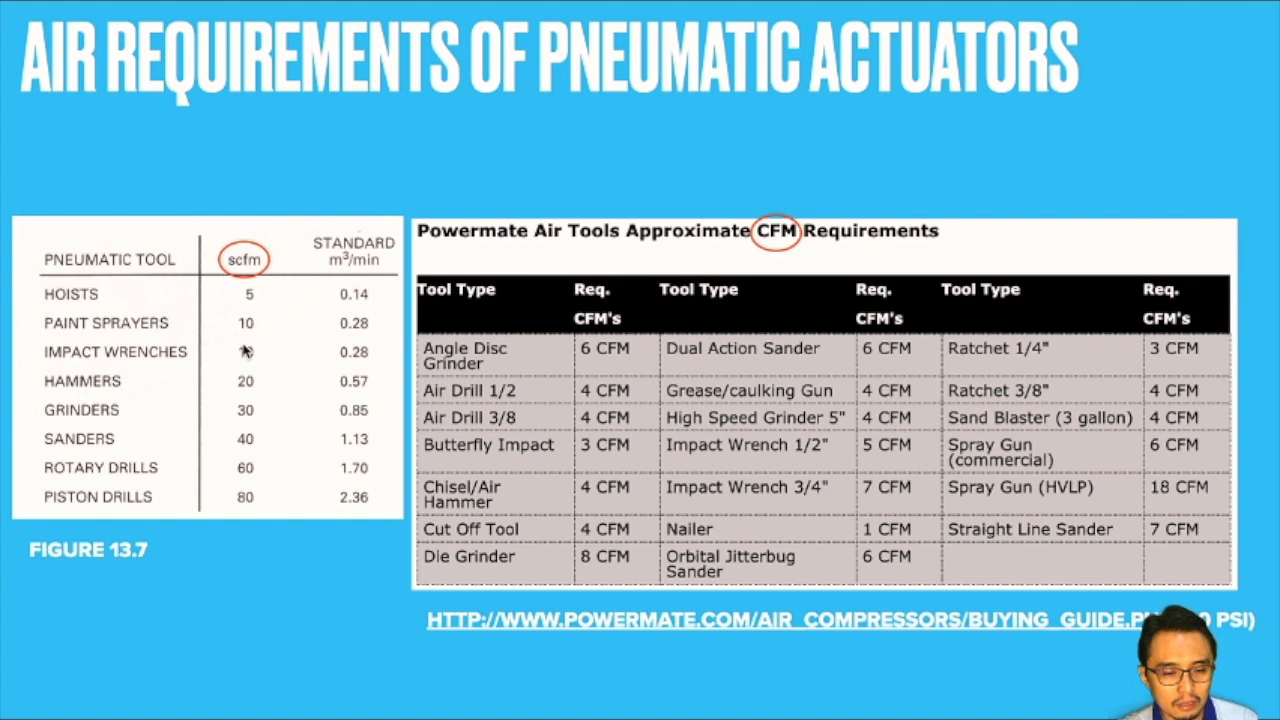 AIR REQUIREMENTS OF PNEUMATIC ACTUATORS
PNEUMATIC TOOL scfm STANDARD m³/min
HOISTS 5 0.14
PAINT SPRAYERS 10 0.28
IMPACT WRENCHES 0.28
HAMMERS 20 0.57
GRINDERS 30 0.85
SANDERS 40 1.13
ROTARY DRILLS 60 1.70
PISTON DRILLS 80 2.36
FIGURE 13.7
Powermate Air Tools Approximate CFM Requirements
Tool Type Req. CFM's Tool Type Req. CFM's Tool Type Req. CFM's
Angle Disc Grinder 6 CFM Dual Action Sander 6 CFM Ratchet 1/4" 3 CFM
Air Drill 1/2 4 CFM Grease/caulking Gun 4 CFM Ratchet 3/8" 4 CFM
Air Drill 3/8 4 CFM High Speed Grinder 5" 4 CFM Sand Blaster (3 gallon) 4 CFM
Butterfly Impact 3 CFM Impact Wrench 1/2" 5 CFM Spray Gun (commercial) 6 CFM
Chisel/Air Hammer 4 CFM Impact Wrench 3/4" 7 CFM Spray Gun (HVLP) 18 CFM
Cut Off Tool 4 CFM Nailer 1 CFM Straight Line Sander 7 CFM
Die Grinder 8 CFM Orbital Jitterbug Sander 6 CFM
HTTP://WWW.POWERMATE.COM/AIR_COMPRESSORS/BUYING_GUIDE.P PSI)